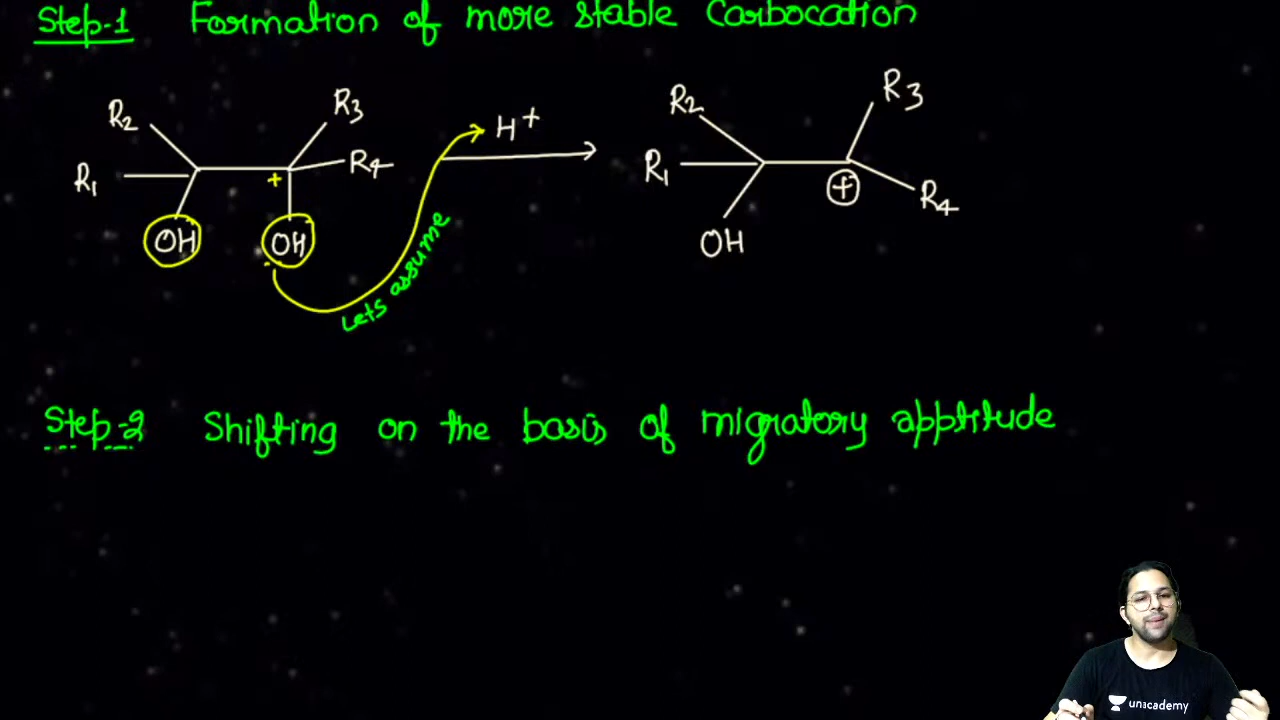 Step-1 Formation of more stable Carbocation
R2 R3 H+ R2 R3
R1 + R4 R1 + R4
OH OH Lets assume OH
Step-2 Shifting on the basis of migratory apptitude
unacademy